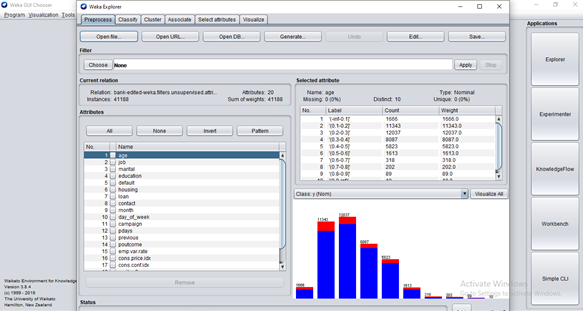 Weka GUI Chooser
Program Visualization Tools
Weka Explorer
Preprocess Classify Cluster Associate Select attributes Visualize
Open file... Open URL... Open DB... Generate... Undo Edit... Save...
Filter
Choose None Apply Stop
Current relation
Relation: bank-edited-weka.filters.unsupervised.attri... Attributes: 20
Instances: 41188 Sum of weights: 41188
Attributes
All None Invert Pattern
No. Name
1 age
2 job
3 marital
4 education
5 default
6 housing
7 loan
8 contact
9 month
10 day_of_week
11 campaign
12 pdays
13 previous
14 poutcome
15 emp.var.rate
16 cons.price.idx
17 cons.conf.idx
Remove
Status
Selected attribute
Name: age Type: Nominal
Missing: 0 (0%) Distinct: 10 Unique: 0 (0%)
No. Label Count Weight
1 '(-inf-0.1]' 1666 1666.0
2 '(0.1-0.2]' 11343 11343.0
3 '(0.2-0.3]' 12037 12037.0
4 '(0.3-0.4]' 8087 8087.0
5 '(0.4-0.5]' 5823 5823.0
6 '(0.5-0.6]' 1613 1613.0
7 '(0.6-0.7]' 318 318.0
8 '(0.7-0.8]' 202 202.0
9 '(0.8-0.9]' 89 89.0
Class: y (Nom) Visualize All
1666
11343
12037
8087
5823
1613
318
202
89
10
Applications
Explorer
Experimenter
KnowledgeFlow
Workbench
Simple CLI
Waikato Environment for Knowledge
Version 3.8.4
(c) 1999 - 2019
The University of Waikato
Hamilton, New Zealand
Activate Windows
Go to Settings to activate Windows.